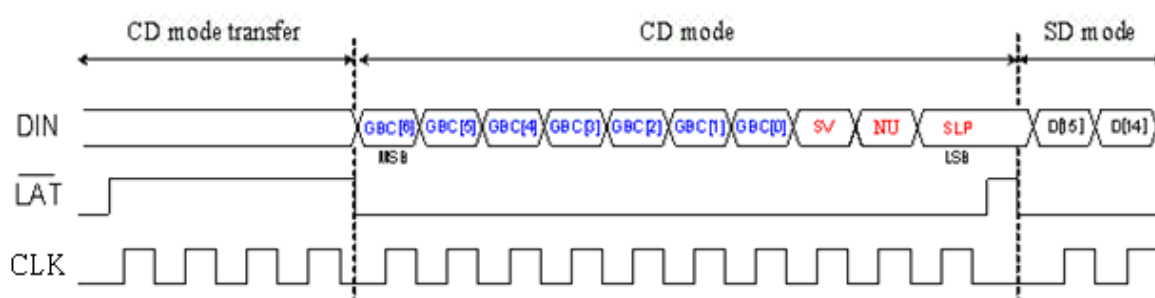 CD mode transfer CD mode SD mode
DIN GBC[6] GBC[5] GBC[4] GBC[3] GBC[2] GBC[1] GBC[0] SV NU SLP D[15] D[14]
MSB LSB
LAT
CLK